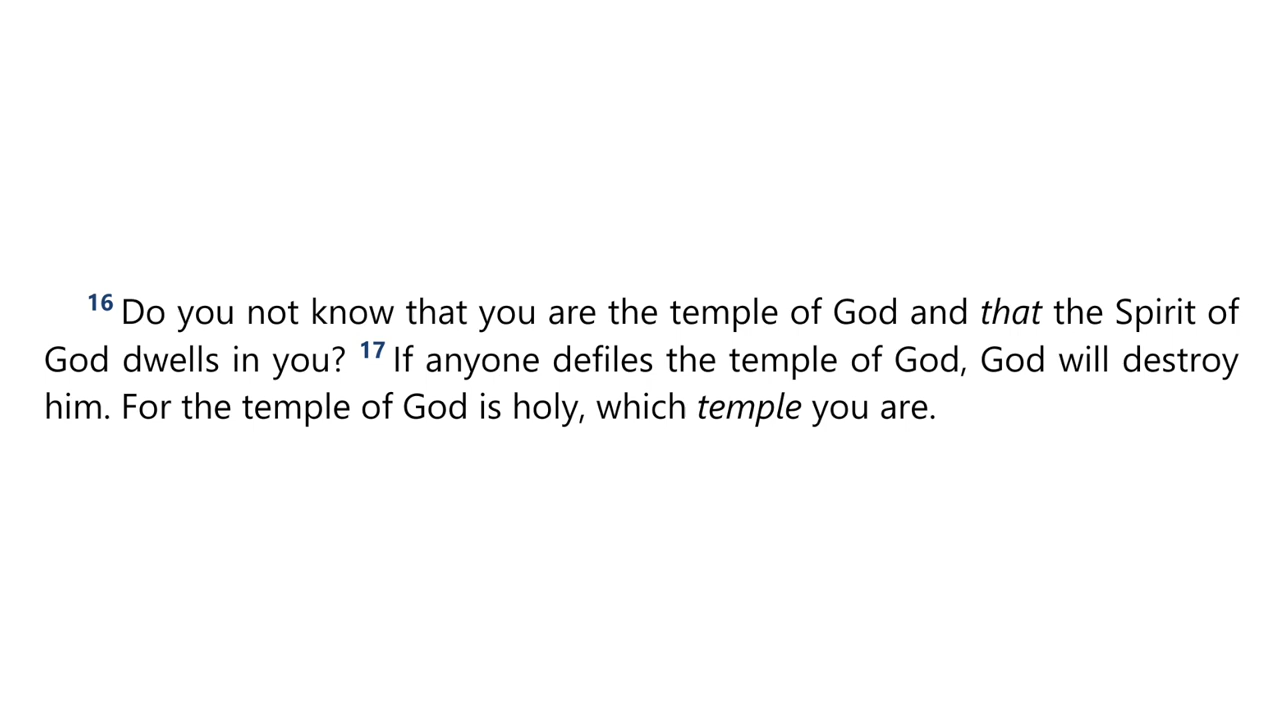 16 Do you not know that you are the temple of God and that the Spirit of
God dwells in you? 17 If anyone defiles the temple of God, God will destroy
him. For the temple of God is holy, which temple you are.